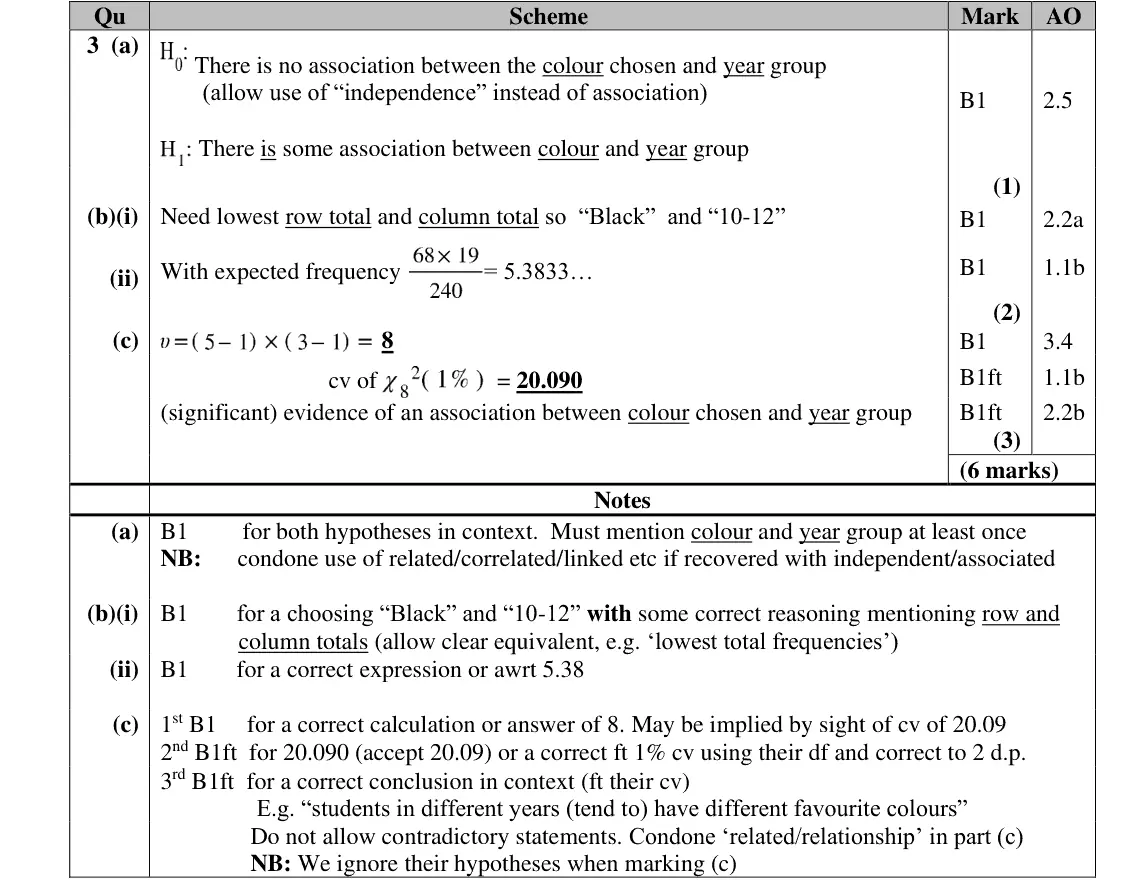 Qu Scheme Mark AO
3 (a) H0: There is no association between the colour chosen and year group
(allow use of “independence” instead of association)
B1 2.5
H1: There is some association between colour and year group
(1)
(b)(i) Need lowest row total and column total so “Black” and “10-12” B1 2.2a
(ii) With expected frequency 68 × 19 / 240 = 5.3833… B1 1.1b
(2)
(c) υ = ( 5 – 1) × ( 3 – 1) = 8 B1 3.4
cv of χ8²( 1% ) = 20.090 B1ft 1.1b
(significant) evidence of an association between colour chosen and year group B1ft 2.2b
(3)
(6 marks)
Notes
(a) B1 for both hypotheses in context. Must mention colour and year group at least once
NB: condone use of related/correlated/linked etc if recovered with independent/associated
(b)(i) B1 for a choosing “Black” and “10-12” with some correct reasoning mentioning row and
column totals (allow clear equivalent, e.g. ‘lowest total frequencies’)
(ii) B1 for a correct expression or awrt 5.38
(c) 1st B1 for a correct calculation or answer of 8. May be implied by sight of cv of 20.09
2nd B1ft for 20.090 (accept 20.09) or a correct ft 1% cv using their df and correct to 2 d.p.
3rd B1ft for a correct conclusion in context (ft their cv)
E.g. “students in different years (tend to) have different favourite colours”
Do not allow contradictory statements. Condone ‘related/relationship’ in part (c)
NB: We ignore their hypotheses when marking (c)